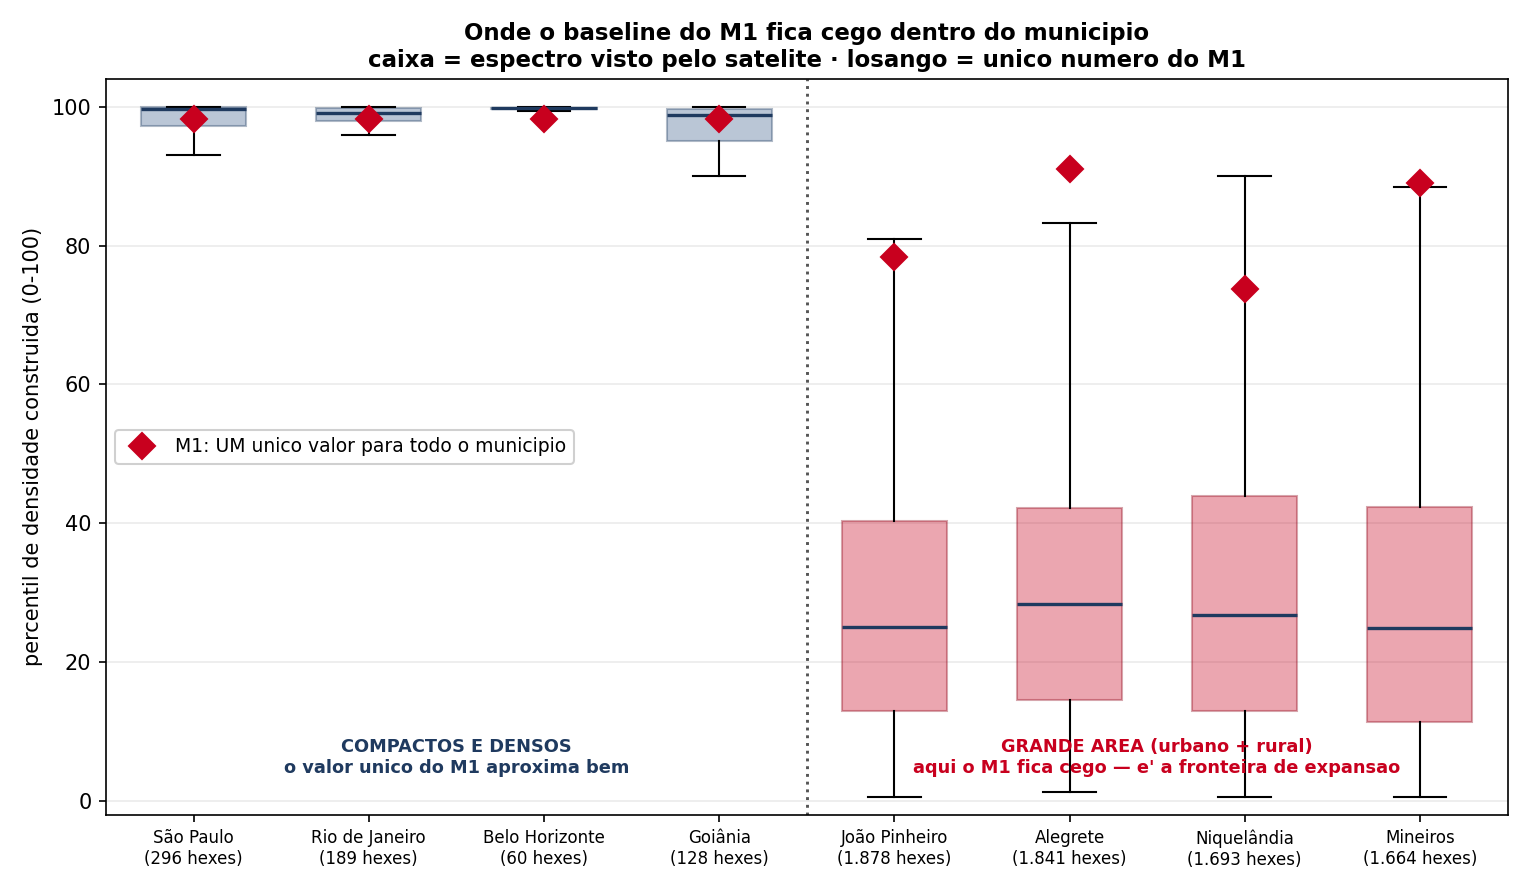 Onde o baseline do M1 fica cego dentro do municipio
caixa = espectro visto pelo satelite · losango = unico numero do M1
percentil de densidade construida (0-100)
100
80
60
40
20
0
M1: UM unico valor para todo o municipio
COMPACTOS E DENSOS
o valor unico do M1 aproxima bem
GRANDE AREA (urbano + rural)
aqui o M1 fica cego — e' a fronteira de expansao
São Paulo
(296 hexes)
Rio de Janeiro
(189 hexes)
Belo Horizonte
(60 hexes)
Goiânia
(128 hexes)
João Pinheiro
(1.878 hexes)
Alegrete
(1.841 hexes)
Niquelândia
(1.693 hexes)
Mineiros
(1.664 hexes)